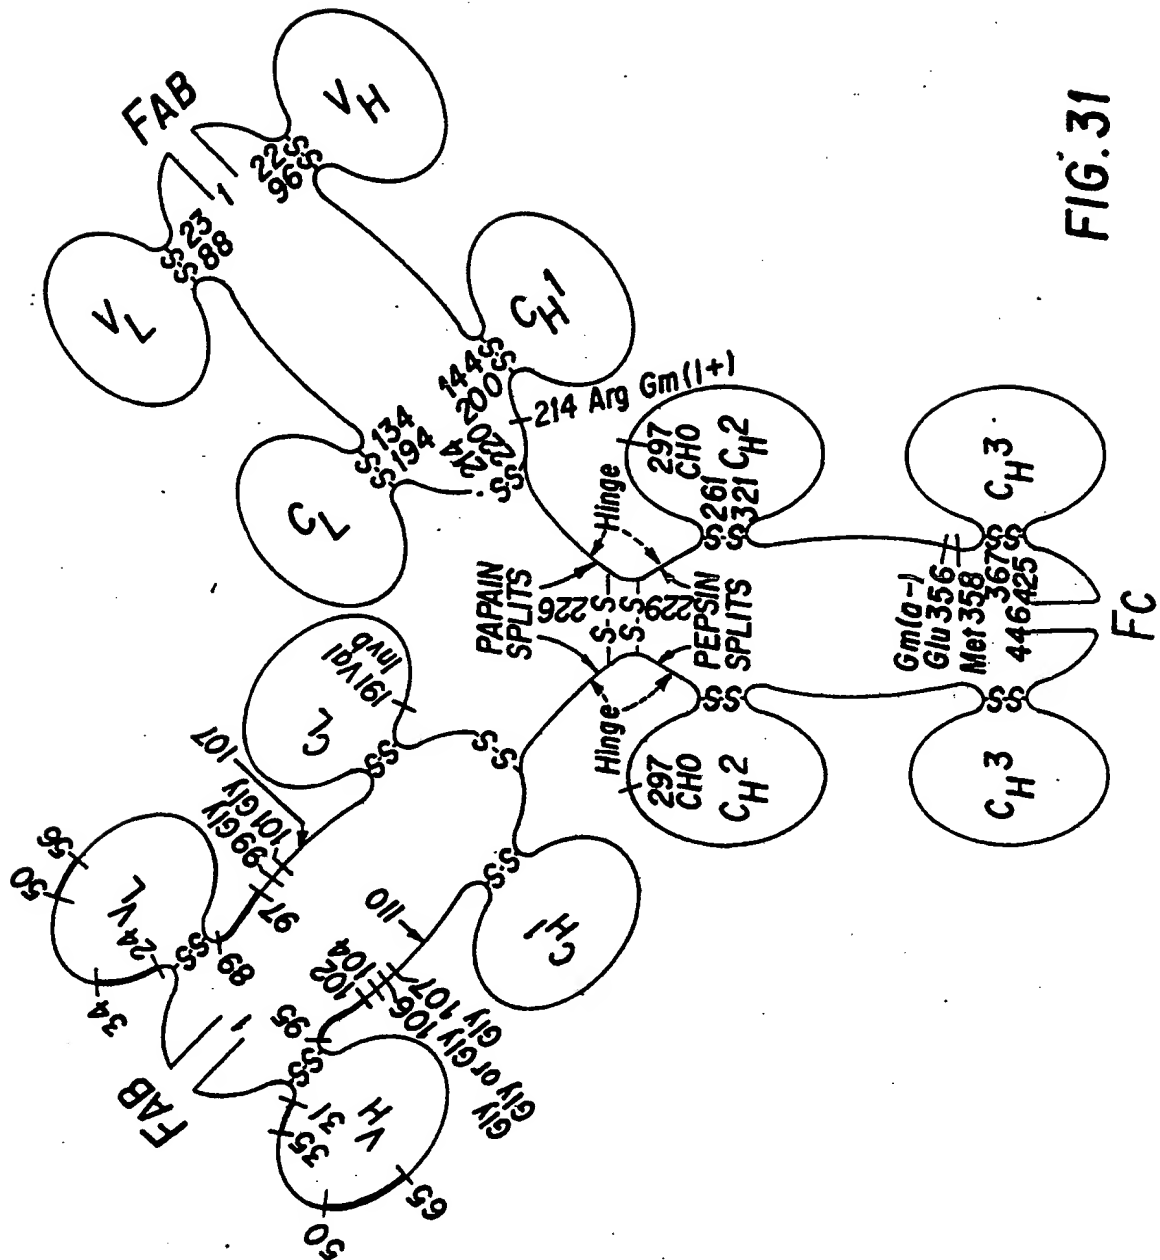 FAB
V_H
V_L
22
96
S-S
1
23
88
S-S
C_H1
144
200
S-S
C_L
134
194
S-S
214
220
S-S
214 Arg Gm(1+)
Hinge
297
CHO
C_H2
261
321
S-S
PAPAIN
SPLITS
226
-S-S-
-S-S-
229
PEPSIN
SPLITS
Gm(a-)
Glu 356
Met 358
367
425
446
S-S
C_H3
FC
FAB
50
56
V_L
24
34
S-S
89
97
99 Gly
101 Gly
107
C_L
191 Val
Invb
S-S
S-S
1
95
S-S
V_H
31
35
50
65
102
104
110
Gly 107
Gly or Gly 106
Gly
C_H1
S-S
Hinge
297
CHO
C_H2
S-S
C_H3
S-S
FIG. 31